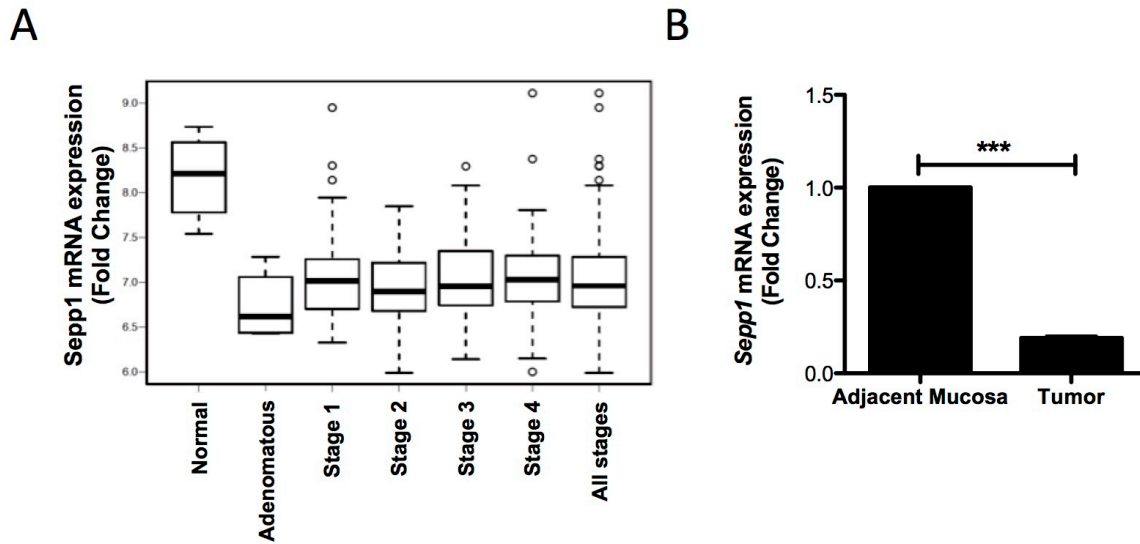 A
Sepp1 mRNA expression
(Fold Change)
9.0
8.5
8.0
7.5
7.0
6.5
6.0
Normal
Adenomatous
Stage 1
Stage 2
Stage 3
Stage 4
All stages
B
Sepp1 mRNA expression
(Fold Change)
1.5
1.0
0.5
0.0
***
Adjacent Mucosa
Tumor